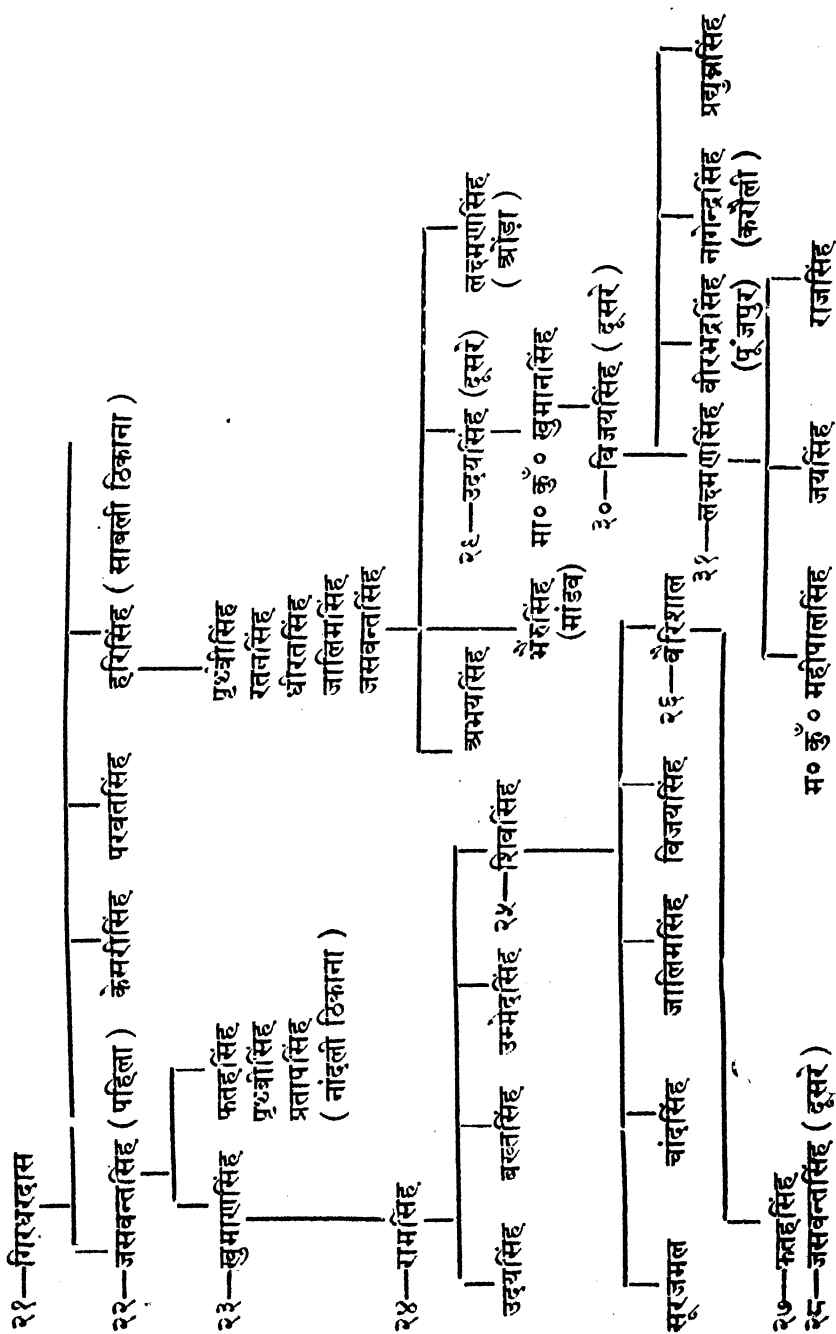 २१—गिरधरदास
२२—जसवन्तसिंह ( पहिला ) केसरीसिंह परवतसिंह हरिसिंह ( साबली ठिकाना )
२३—खुमाणसिंह फतहसिंह पृथ्वीसिंह
पृथ्वीसिंह रतनसिंह
प्रतापसिंह धीरतसिंह
( नांदली ठिकाना ) जालिमसिंह
जसवन्तसिंह
२४—रामसिंह
उदयसिंह बख्तसिंह उम्मेदसिंह २५—शिवसिंह अभयसिंह २९—उदयसिंह (दूसरे) लक्ष्मणसिंह
( ओड़ा )
भैरुसिंह मा० कुँ० खुमानसिंह
(मांडव)
३०—विजयसिंह ( दूसरे )
सूरजमल चांदसिंह जालिमसिंह विजयसिंह २६—वैरिशाल
३१—लक्ष्मणसिंह वीरभद्रसिंह नागेन्द्रसिंह प्रद्युम्नसिंह
(पूंजपुर) (करौली)
२७—फतहसिंह
२८—जसवन्तसिंह ( दूसरे )
म० कुँ० महीपालसिंह जयसिंह राजसिंह